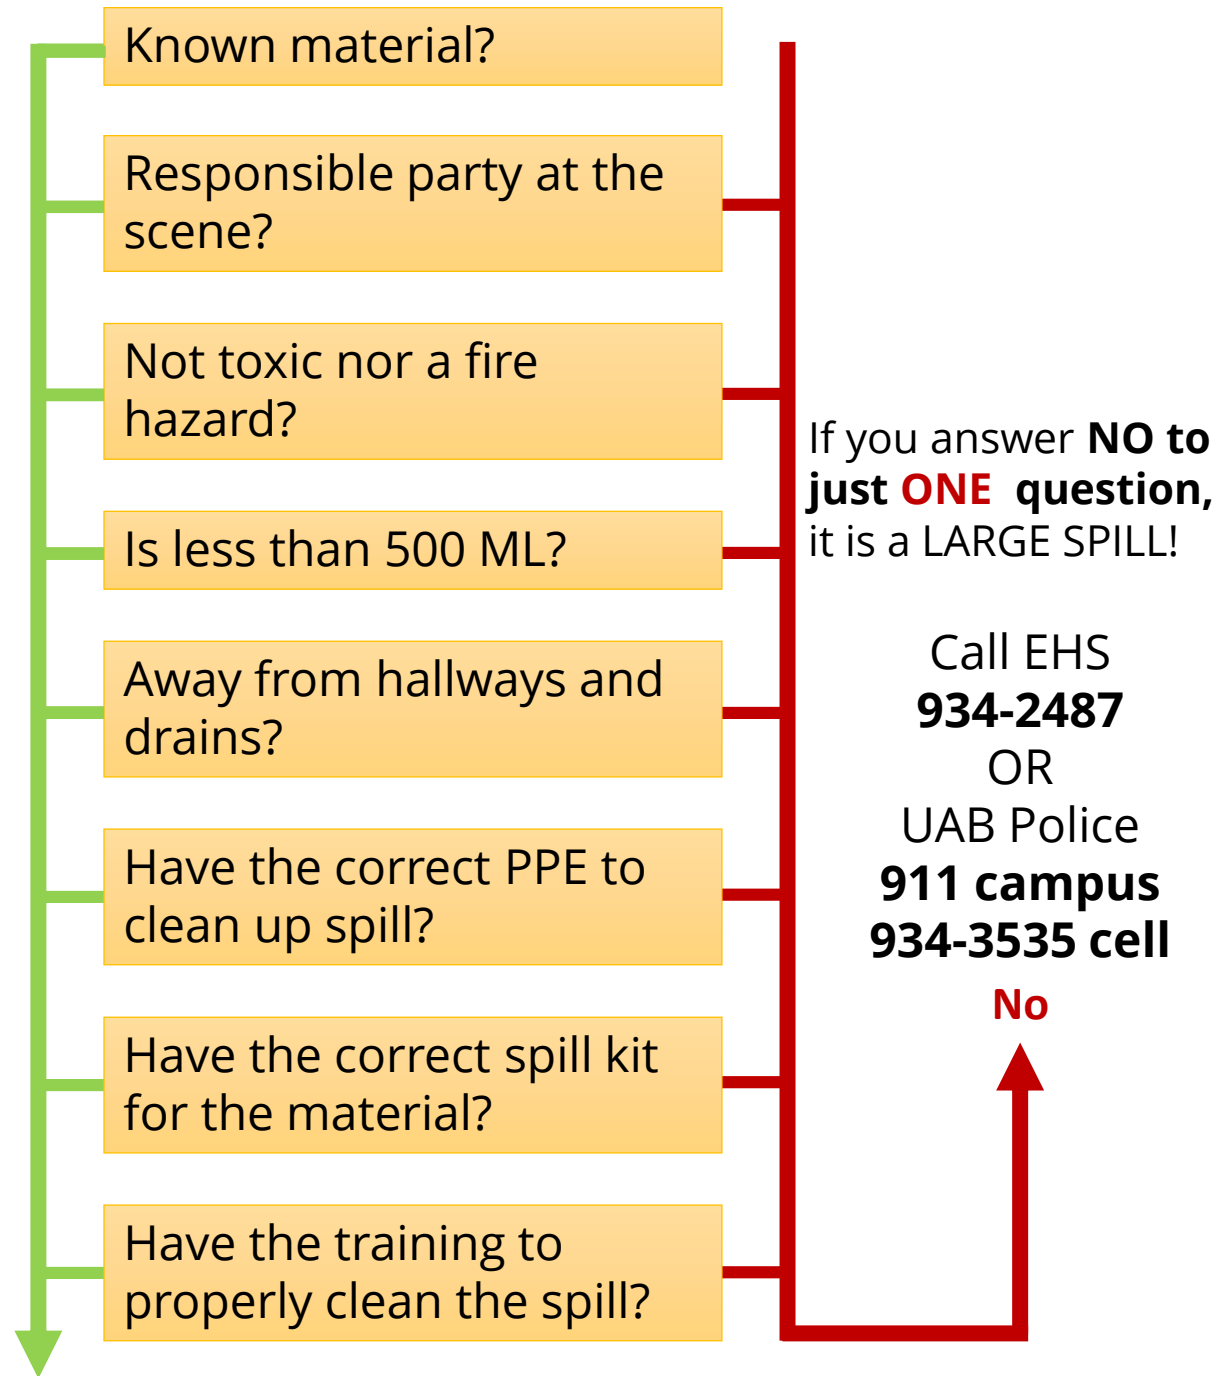 Known material?
Responsible party at the
scene?
Not toxic nor a fire
hazard?
Is less than 500 ML?
Away from hallways and
drains?
Have the correct PPE to
clean up spill?
Have the correct spill kit
for the material?
Have the training to
properly clean the spill?
If you answer NO to
just ONE question,
it is a LARGE SPILL!
Call EHS
934-2487
OR
UAB Police
911 campus
934-3535 cell
No